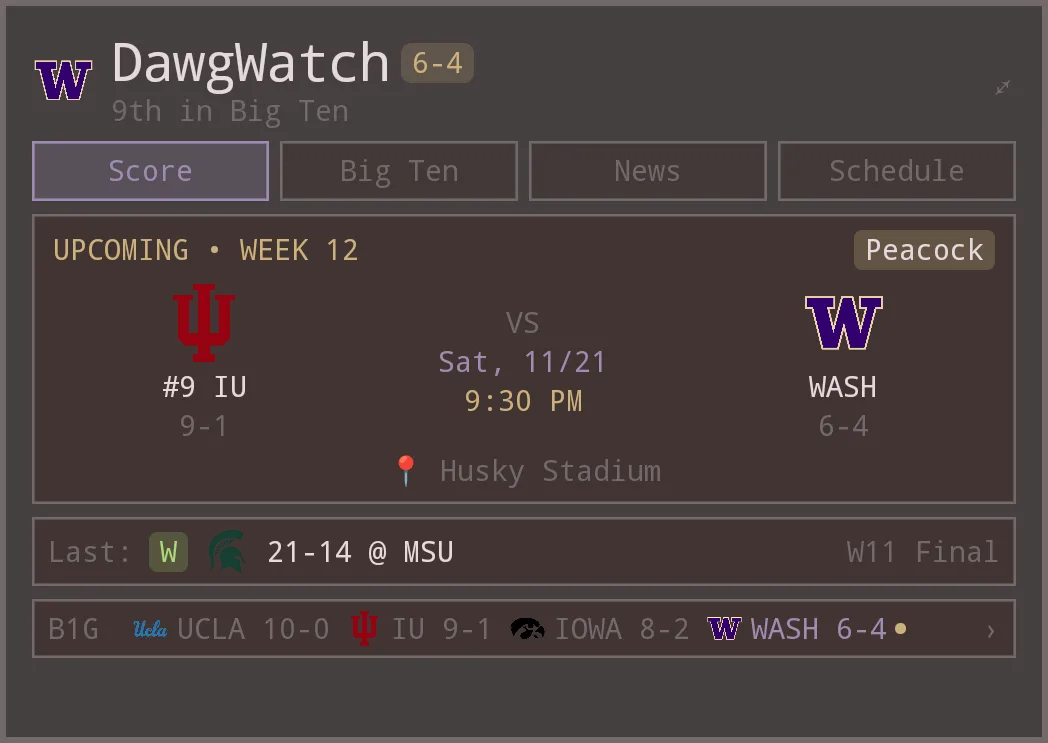 DawgWatch 6-4
9th in Big Ten
Score Big Ten News Schedule
UPCOMING • WEEK 12 Peacock
VS
Sat, 11/21
9:30 PM
#9 IU WASH
9-1 6-4
📍 Husky Stadium
Last: W 21-14 @ MSU W11 Final
B1G Ucla UCLA 10-0 IU 9-1 IOWA 8-2 W WASH 6-4 • ›